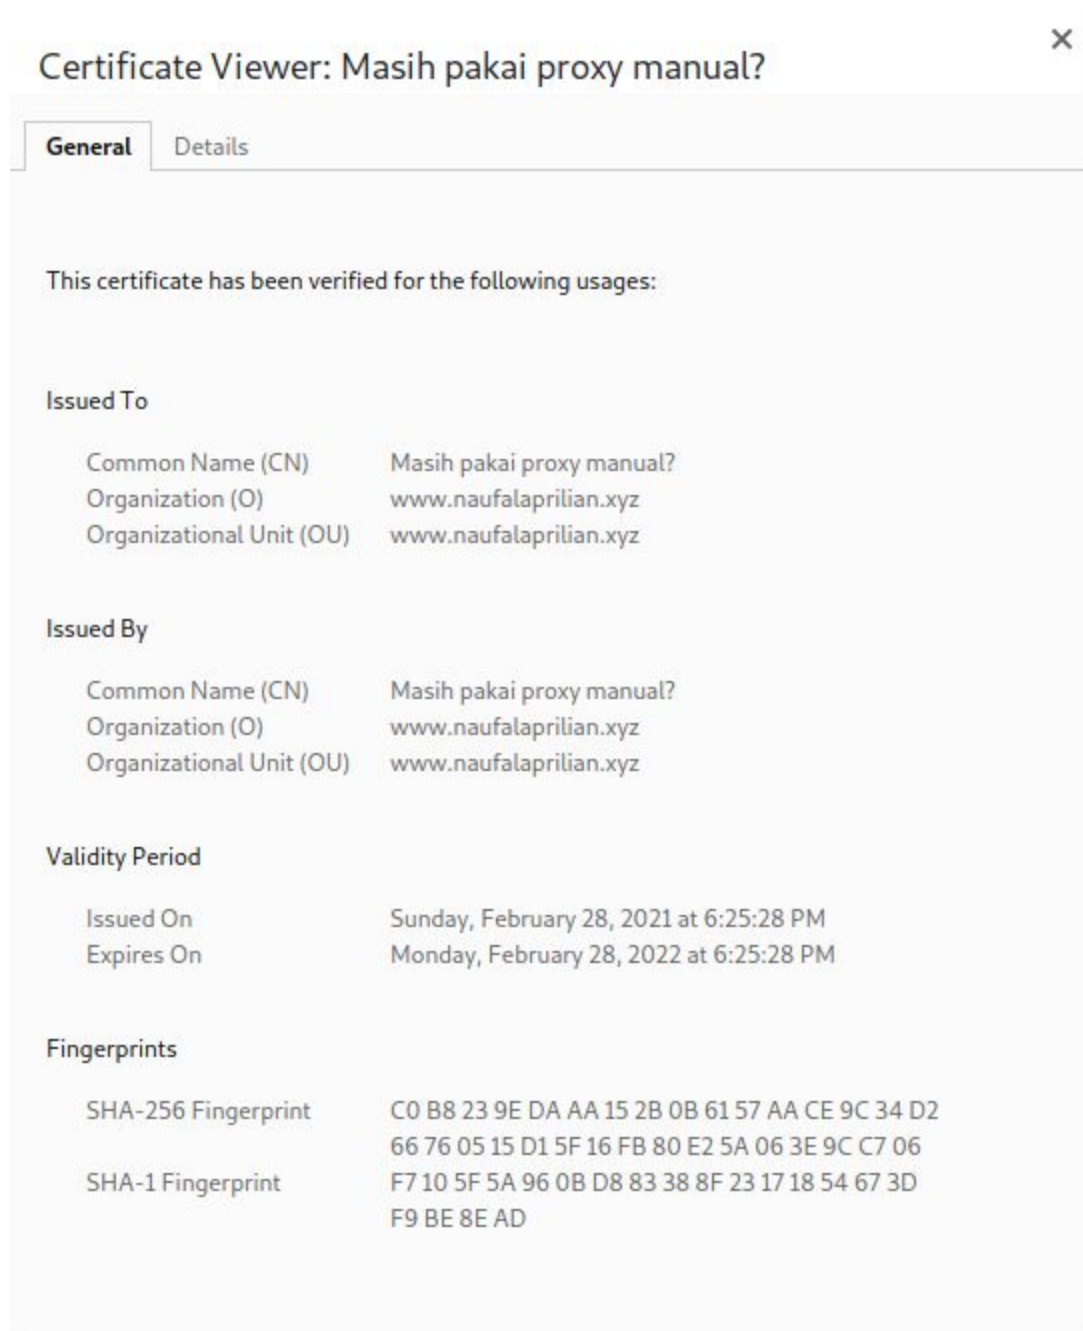 Certificate Viewer: Masih pakai proxy manual?
General Details
This certificate has been verified for the following usages:
Issued To
Common Name (CN) Masih pakai proxy manual?
Organization (O) www.naufalaprilian.xyz
Organizational Unit (OU) www.naufalaprilian.xyz
Issued By
Common Name (CN) Masih pakai proxy manual?
Organization (O) www.naufalaprilian.xyz
Organizational Unit (OU) www.naufalaprilian.xyz
Validity Period
Issued On Sunday, February 28, 2021 at 6:25:28 PM
Expires On Monday, February 28, 2022 at 6:25:28 PM
Fingerprints
SHA-256 Fingerprint C0 B8 23 9E DA AA 15 2B 0B 61 57 AA CE 9C 34 D2
66 76 05 15 D1 5F 16 FB 80 E2 5A 06 3E 9C C7 06
SHA-1 Fingerprint F7 10 5F 5A 96 0B D8 83 38 8F 23 17 18 54 67 3D
F9 BE 8E AD